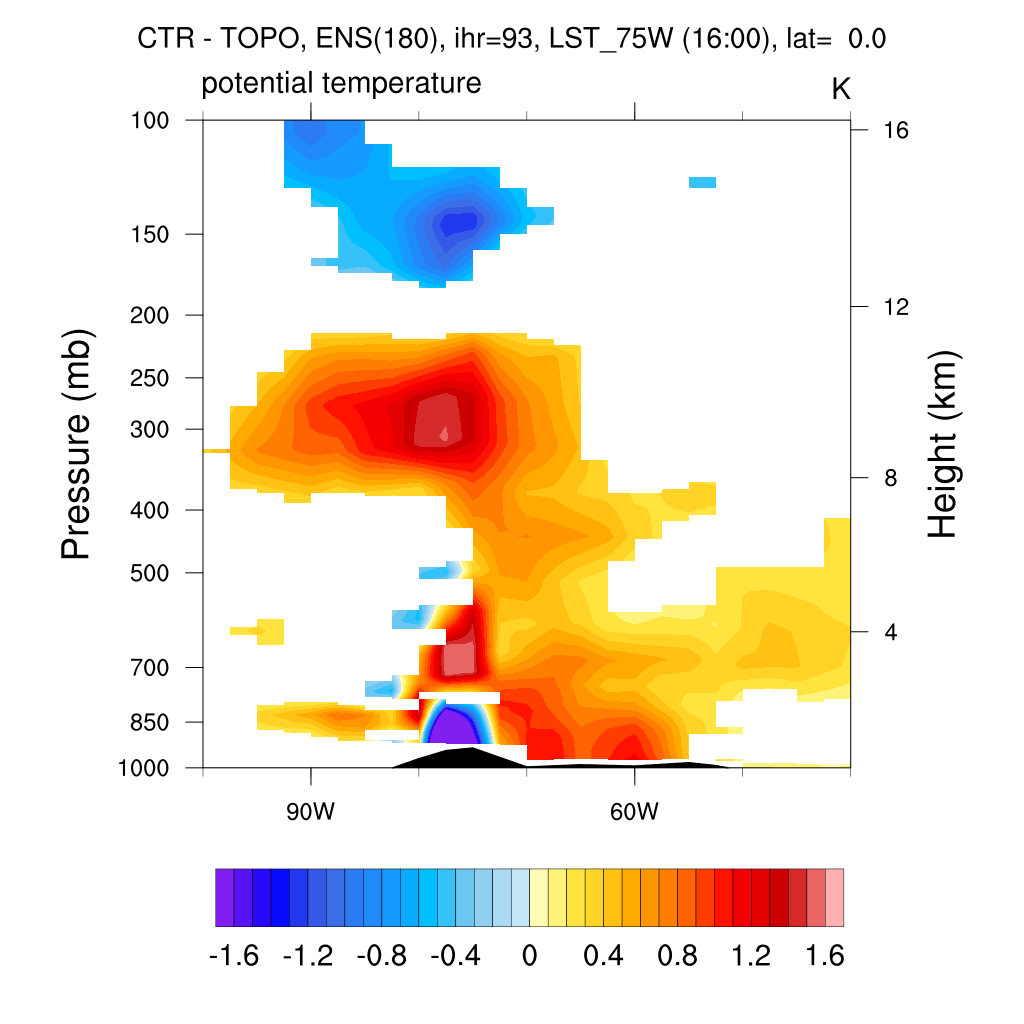 CTR - TOPO, ENS(180), ihr=93, LST_75W (16:00), lat=  0.0
potential temperature
K
100
150
200
250
300
400
500
700
850
1000
Pressure (mb)
16
12
8
4
Height (km)
90W
60W
-1.6 -1.2 -0.8 -0.4 0 0.4 0.8 1.2 1.6